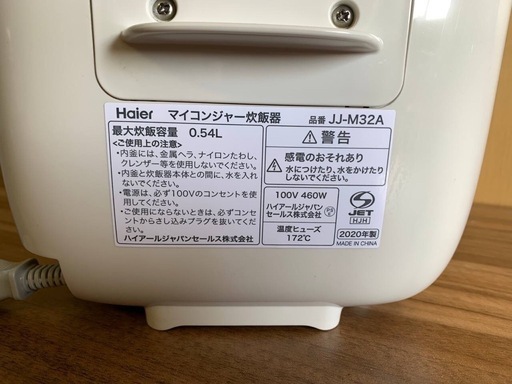 Haier マイコンジャー炊飯器 品番 JJ-M32A
最大炊飯容量 0.54L
<ご使用上の注意>
・内釜には、金属ヘラ、ナイロンたわし、
クレンザー等を使用しないでください。
・内釜と炊飯器本体との間に、水を入れ
ないでください。
・電源は、必ず100Vのコンセントを使用
してください。
・ご使用にならないときは、必ずコンセ
ントからさし込みプラグを抜いてください。
ハイアールジャパンセールス株式会社
⚠警告
感電のおそれあり
水につけたり、水をかけたり
しないでください。
100V 460W
ハイアールジャパン
セールス株式会社
温度ヒューズ
172℃
S
JET
HJH
2020年製
MADE IN CHINA